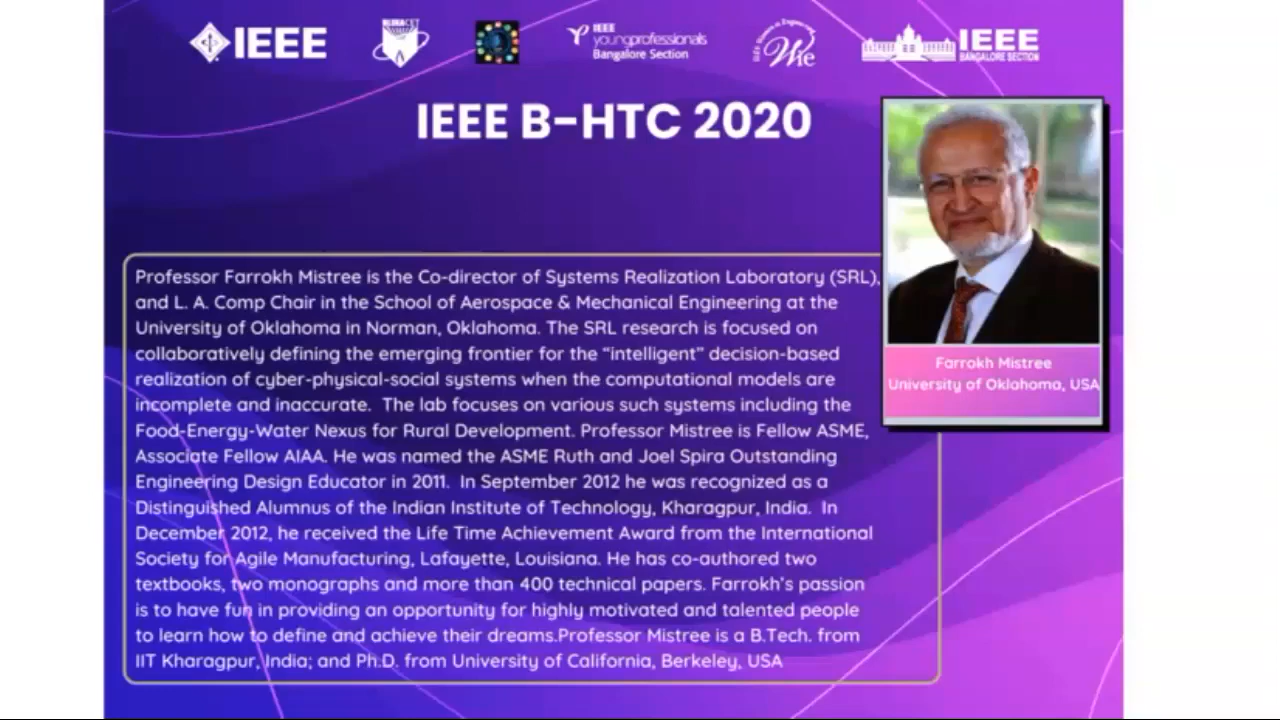 IEEE
IEEE
youngprofessionals
Bangalore Section
Wie
IEEE
BANGALORE SECTION
IEEE B-HTC 2020
Professor Farrokh Mistree is the Co-director of Systems Realization Laboratory (SRL),
and L. A. Comp Chair in the School of Aerospace & Mechanical Engineering at the
University of Oklahoma in Norman, Oklahoma. The SRL research is focused on
collaboratively defining the emerging frontier for the “intelligent” decision-based
realization of cyber-physical-social systems when the computational models are
incomplete and inaccurate. The lab focuses on various such systems including the
Food-Energy-Water Nexus for Rural Development. Professor Mistree is Fellow ASME,
Associate Fellow AIAA. He was named the ASME Ruth and Joel Spira Outstanding
Engineering Design Educator in 2011. In September 2012 he was recognized as a
Distinguished Alumnus of the Indian Institute of Technology, Kharagpur, India. In
December 2012, he received the Life Time Achievement Award from the International
Society for Agile Manufacturing, Lafayette, Louisiana. He has co-authored two
textbooks, two monographs and more than 400 technical papers. Farrokh's passion
is to have fun in providing an opportunity for highly motivated and talented people
to learn how to define and achieve their dreams.Professor Mistree is a B.Tech. from
IIT Kharagpur, India; and Ph.D. from University of California, Berkeley, USA
Farrokh Mistree
University of Oklahoma, USA